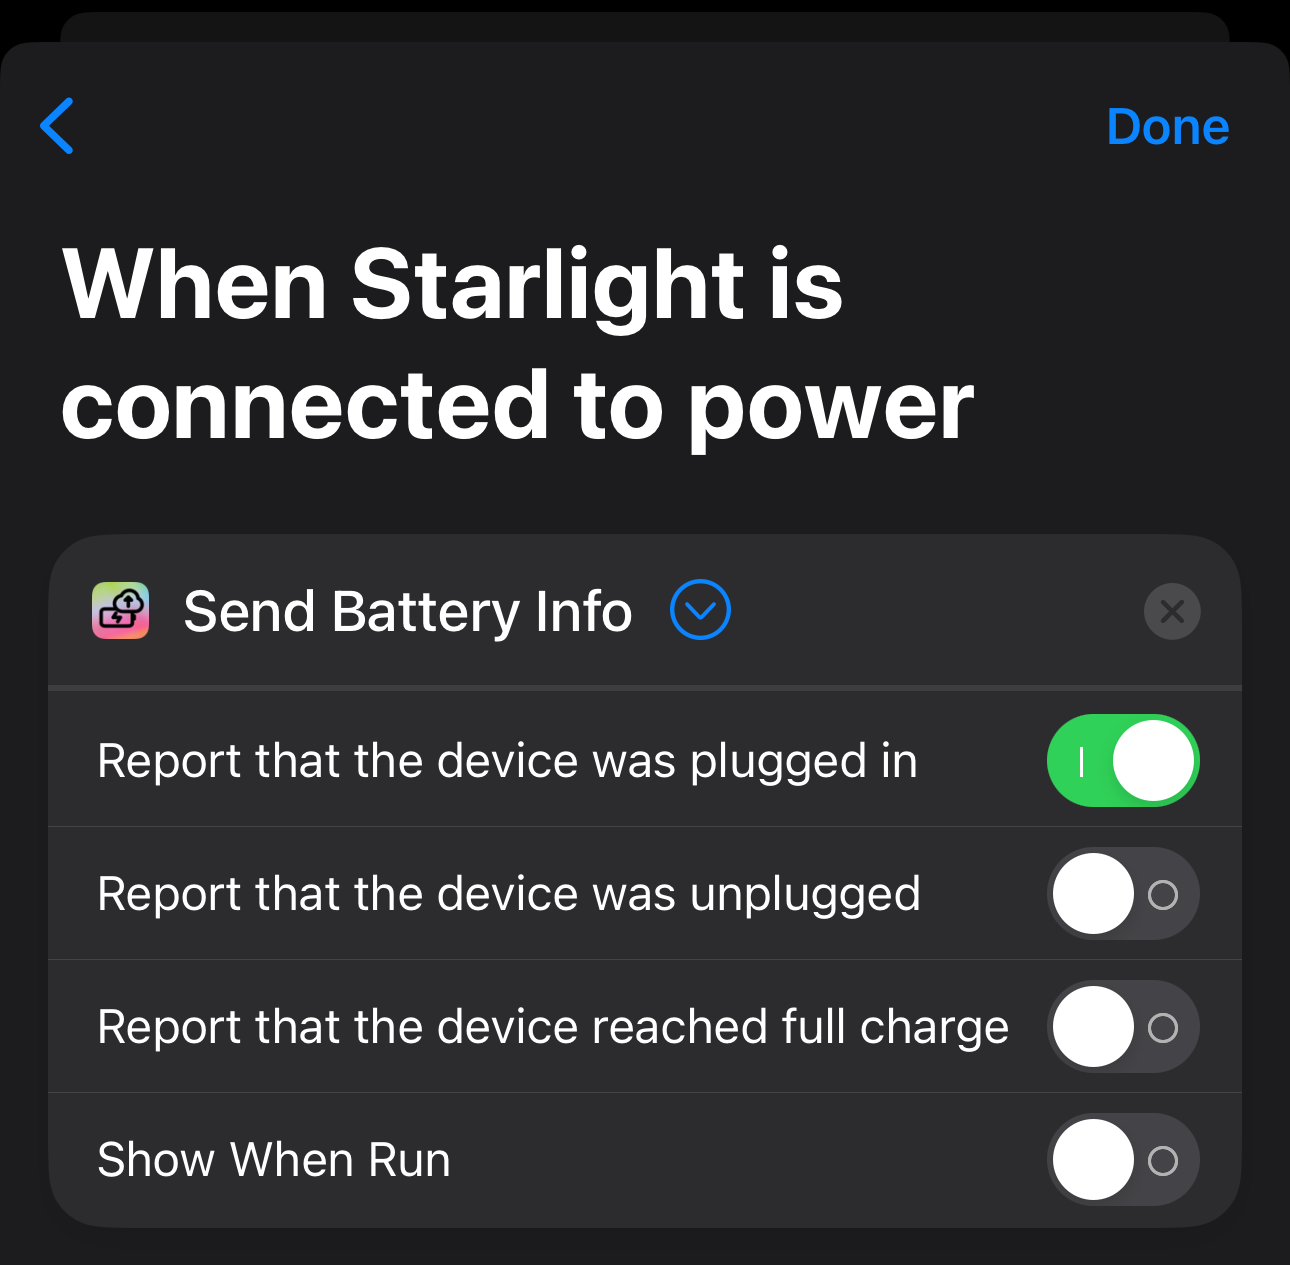 Done
When Starlight is
connected to power
Send Battery Info
Report that the device was plugged in
Report that the device was unplugged
Report that the device reached full charge
Show When Run